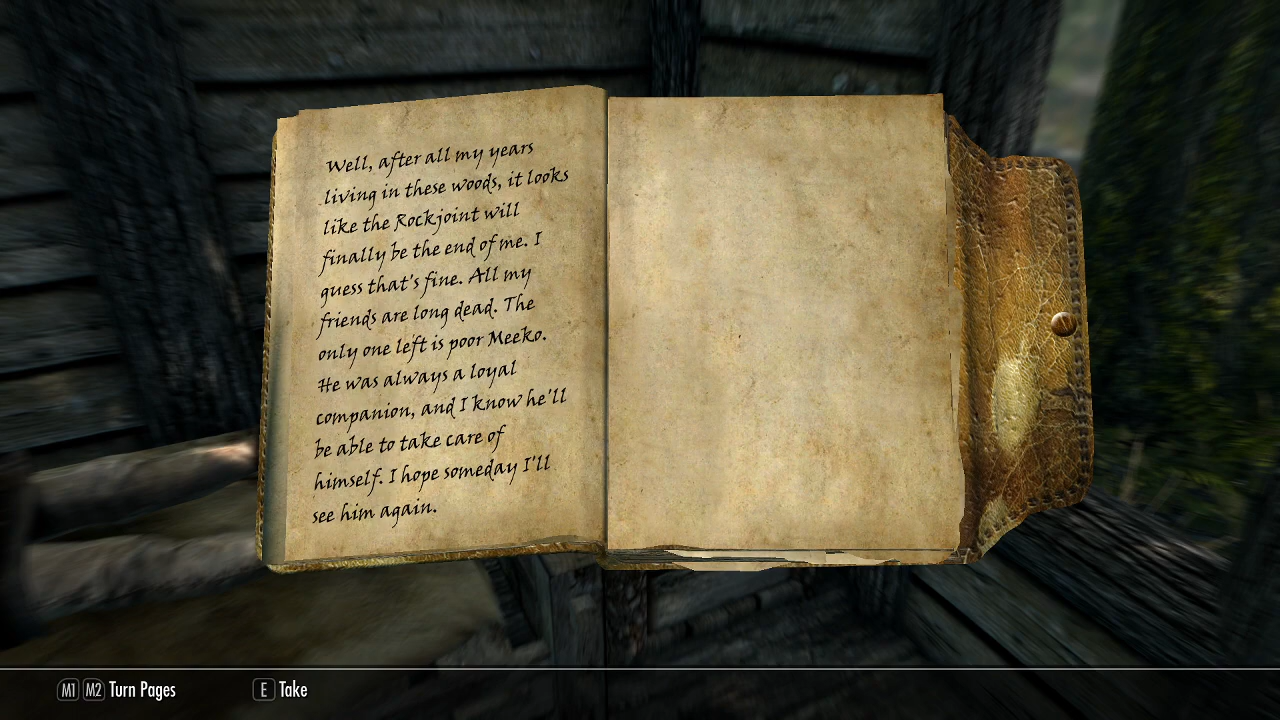 Well, after all my years
living in these woods, it looks
like the Rockjoint will
finally be the end of me. I
guess that's fine. All my
friends are long dead. The
only one left is poor Meeko.
He was always a loyal
companion, and I know he'll
be able to take care of
himself. I hope someday I'll
see him again.
M1 M2 Turn Pages E Take